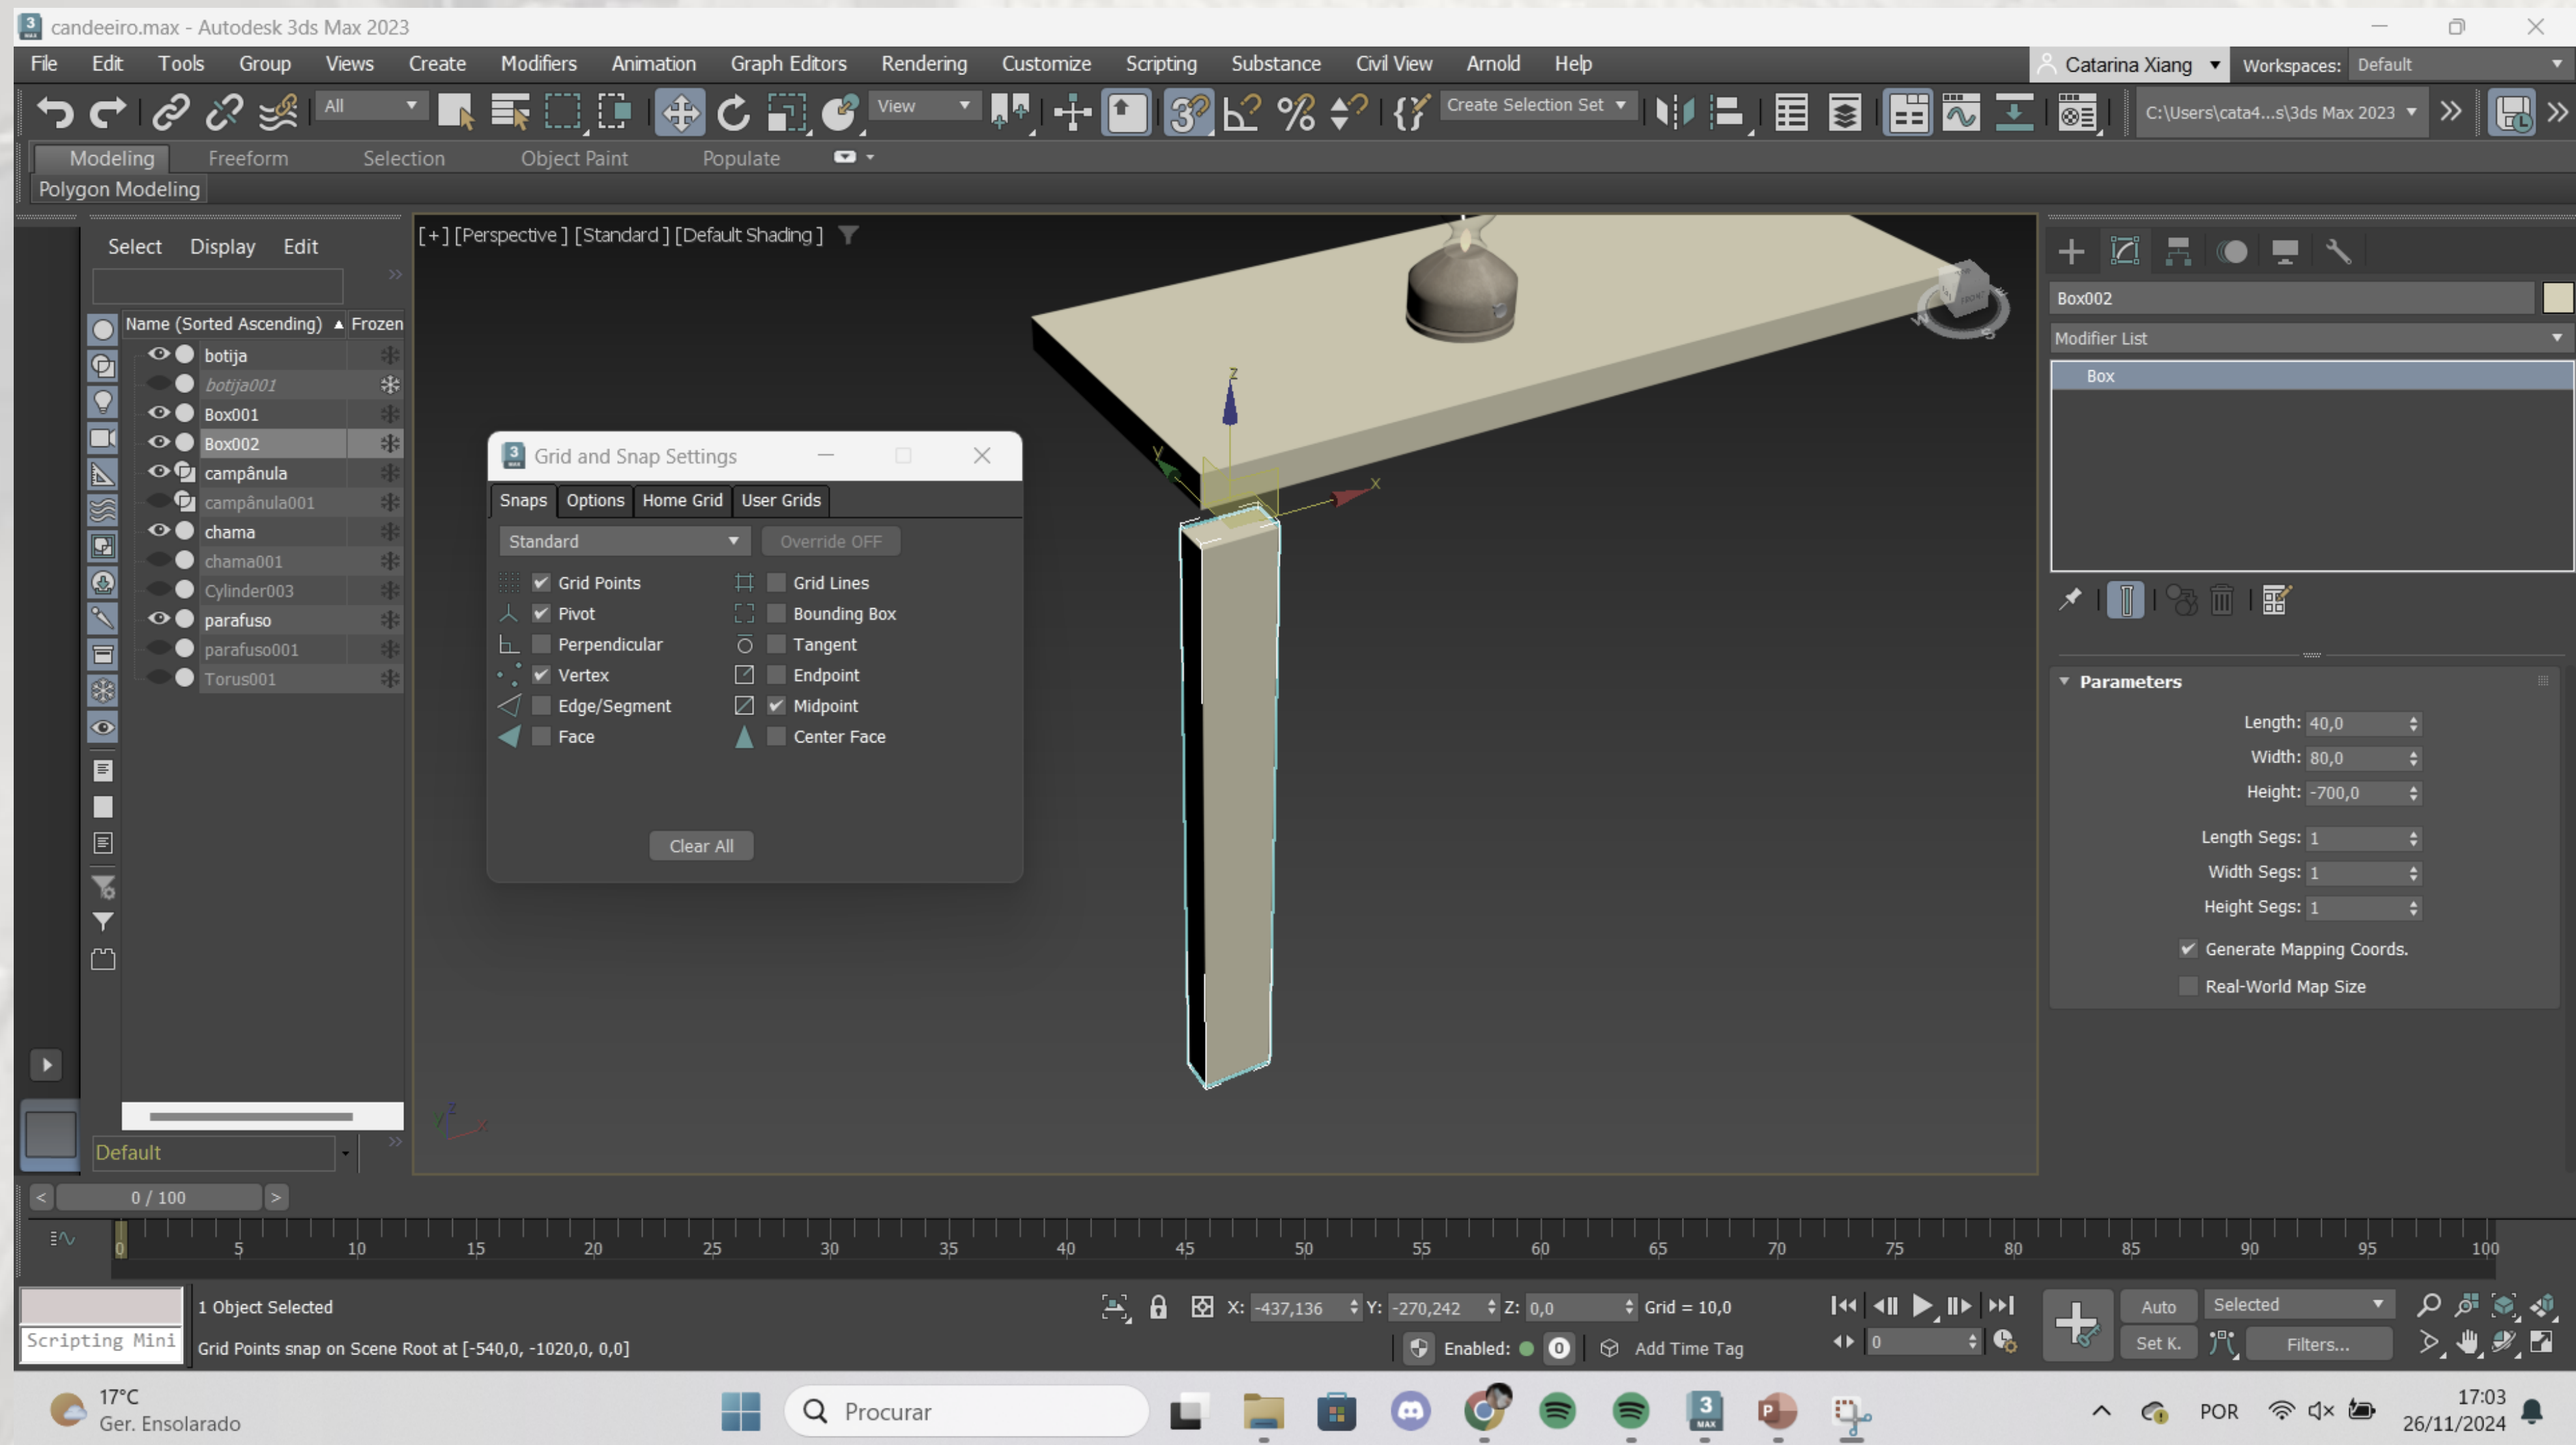 candeeiro.max - Autodesk 3ds Max 2023
File Edit Tools Group Views Create Modifiers Animation Graph Editors Rendering Customize Scripting Substance Civil View Arnold Help
Catarina Xiang Workspaces: Default
All View Create Selection Set C:\Users\cata4...s\3ds Max 2023
Modeling Freeform Selection Object Paint Populate
Polygon Modeling
Select Display Edit
Name (Sorted Ascending) Frozen
botija
botija001
Box001
Box002
campânula
campânula001
chama
chama001
Cylinder003
parafuso
parafuso001
Torus001
Default
[+] [Perspective ] [Standard ] [Default Shading ]
FRONT
W
S
z
y
x
Grid and Snap Settings
Snaps Options Home Grid User Grids
Standard Override OFF
Grid Points Grid Lines
Pivot Bounding Box
Perpendicular Tangent
Vertex Endpoint
Edge/Segment Midpoint
Face Center Face
Clear All
z
y
x
Box002
Modifier List
Box
Parameters
Length: 40,0
Width: 80,0
Height: -700,0
Length Segs: 1
Width Segs: 1
Height Segs: 1
Generate Mapping Coords.
Real-World Map Size
< 0 / 100 >
0 5 10 15 20 25 30 35 40 45 50 55 60 65 70 75 80 85 90 95 100
1 Object Selected
X: -437,136 Y: -270,242 Z: 0,0 Grid = 10,0
Auto Selected
Scripting Mini
Grid Points snap on Scene Root at [-540,0, -1020,0, 0,0]
Enabled: 0 Add Time Tag
0
Set K. Filters...
17°C
Ger. Ensolarado
Procurar
POR
17:03
26/11/2024